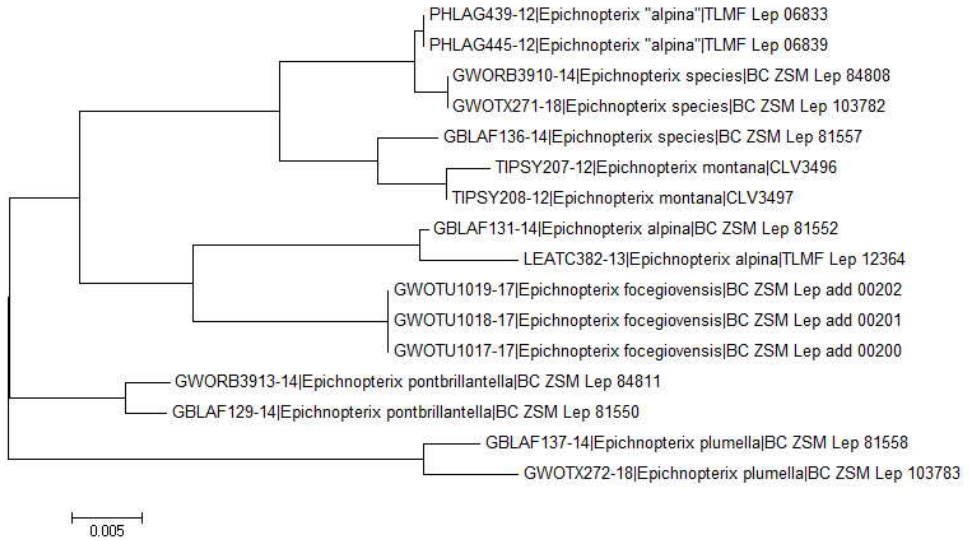 PHLAG439-12|Epichnopterix "alpina"|TLMF Lep 06833
PHLAG445-12|Epichnopterix "alpina"|TLMF Lep 06839
GWORB3910-14|Epichnopterix species|BC ZSM Lep 84808
GWOTX271-18|Epichnopterix species|BC ZSM Lep 103782
GBLAF136-14|Epichnopterix species|BC ZSM Lep 81557
TIPSY207-12|Epichnopterix montana|CLV3496
TIPSY208-12|Epichnopterix montana|CLV3497
GBLAF131-14|Epichnopterix alpina|BC ZSM Lep 81552
LEATC382-13|Epichnopterix alpina|TLMF Lep 12364
GWOTU1019-17|Epichnopterix focegiovensis|BC ZSM Lep add 00202
GWOTU1018-17|Epichnopterix focegiovensis|BC ZSM Lep add 00201
GWOTU1017-17|Epichnopterix focegiovensis|BC ZSM Lep add 00200
GWORB3913-14|Epichnopterix pontbrillantella|BC ZSM Lep 84811
GBLAF129-14|Epichnopterix pontbrillantella|BC ZSM Lep 81550
GBLAF137-14|Epichnopterix plumella|BC ZSM Lep 81558
GWOTX272-18|Epichnopterix plumella|BC ZSM Lep 103783
0.005